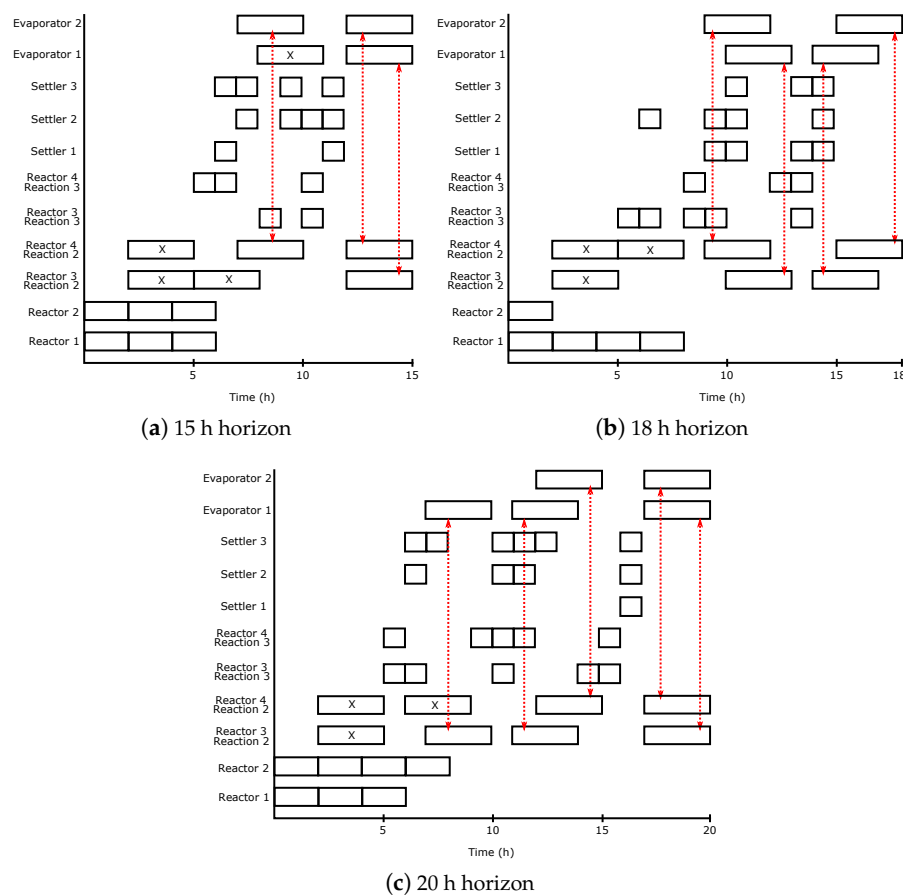 Evaporator 2
Evaporator 1
X
Settler 3
Settler 2
Settler 1
Reactor 4
Reaction 3
Reactor 3
Reaction 3
Reactor 4
Reaction 2
X
Reactor 3
Reaction 2
X X
Reactor 2
Reactor 1
5 10 15
Time (h)
(a) 15 h horizon
Evaporator 2
Evaporator 1
Settler 3
Settler 2
Settler 1
Reactor 4
Reaction 3
Reactor 3
Reaction 3
Reactor 4
Reaction 2
X X
Reactor 3
Reaction 2
X
Reactor 2
Reactor 1
5 10 15 18
Time (h)
(b) 18 h horizon
Evaporator 2
Evaporator 1
Settler 3
Settler 2
Settler 1
Reactor 4
Reaction 3
Reactor 3
Reaction 3
Reactor 4
Reaction 2
X X
Reactor 3
Reaction 2
X
Reactor 2
Reactor 1
5 10 15 20
Time (h)
(c) 20 h horizon